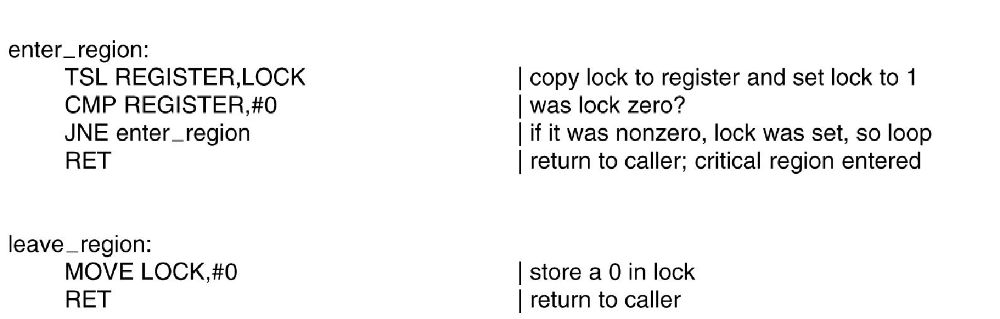 enter_region:
TSL REGISTER,LOCK | copy lock to register and set lock to 1
CMP REGISTER,#0 | was lock zero?
JNE enter_region | if it was nonzero, lock was set, so loop
RET | return to caller; critical region entered
leave_region:
MOVE LOCK,#0 | store a 0 in lock
RET | return to caller